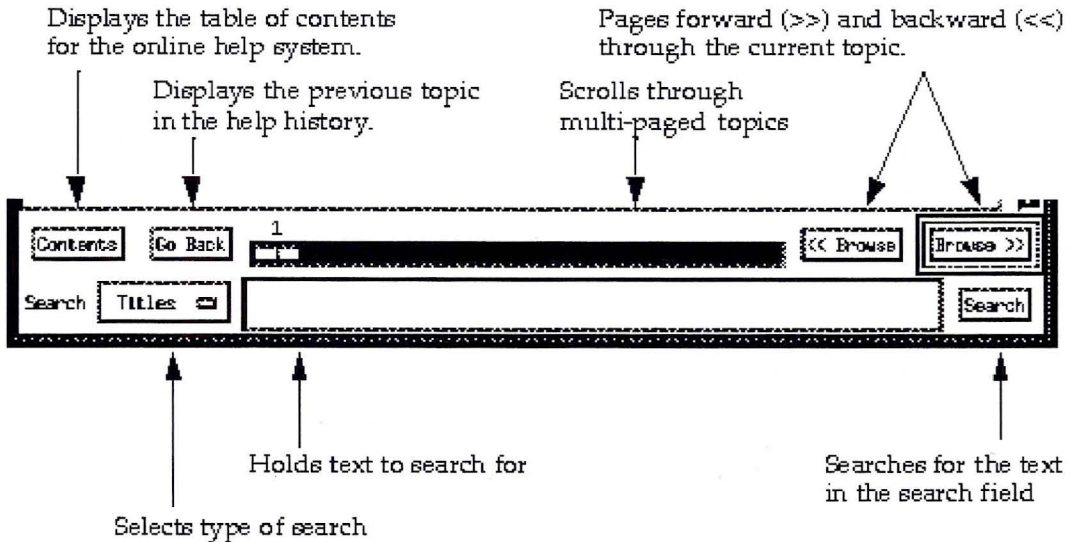 Displays the table of contents
for the online help system.
Pages forward (>>) and backward (<<)
through the current topic.
Displays the previous topic
in the help history.
Scrolls through
multi-paged topics
Contents
Go Back
1
<< Browse
Browse >>
Search
Titles
Search
Holds text to search for
Searches for the text
in the search field
Selects type of search